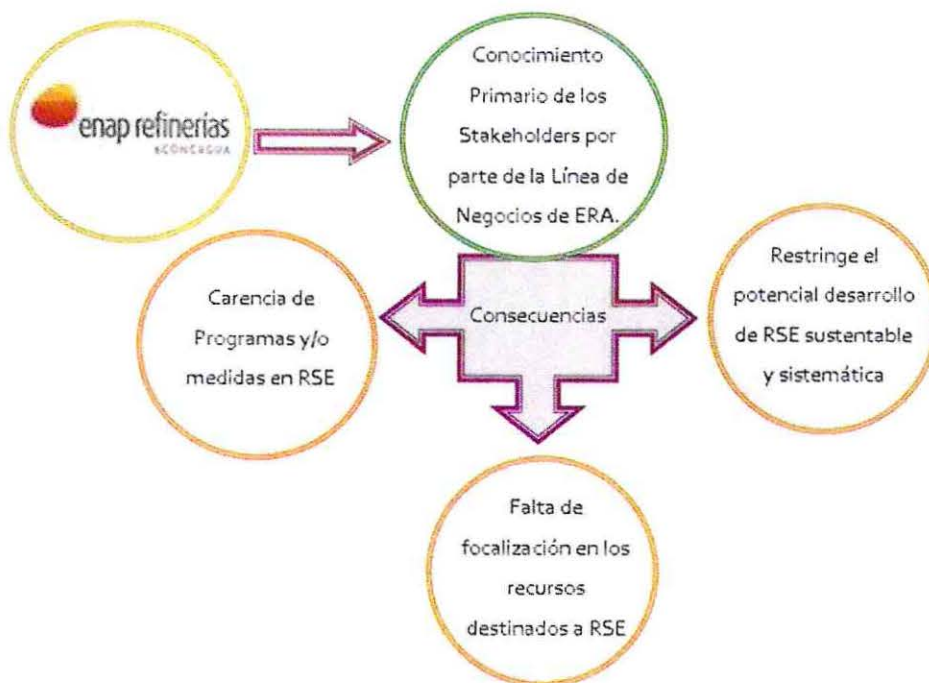 enap refinerías
ACONCAGUA
Conocimiento
Primario de los
Stakeholders por
parte de la Línea de
Negocios de ERA.
Carencia de
Programas y/o
medidas en RSE
Consecuencias
Restringe el
potencial desarrollo
de RSE sustentable
y sistemática
Falta de
focalización en los
recursos
destinados a RSE